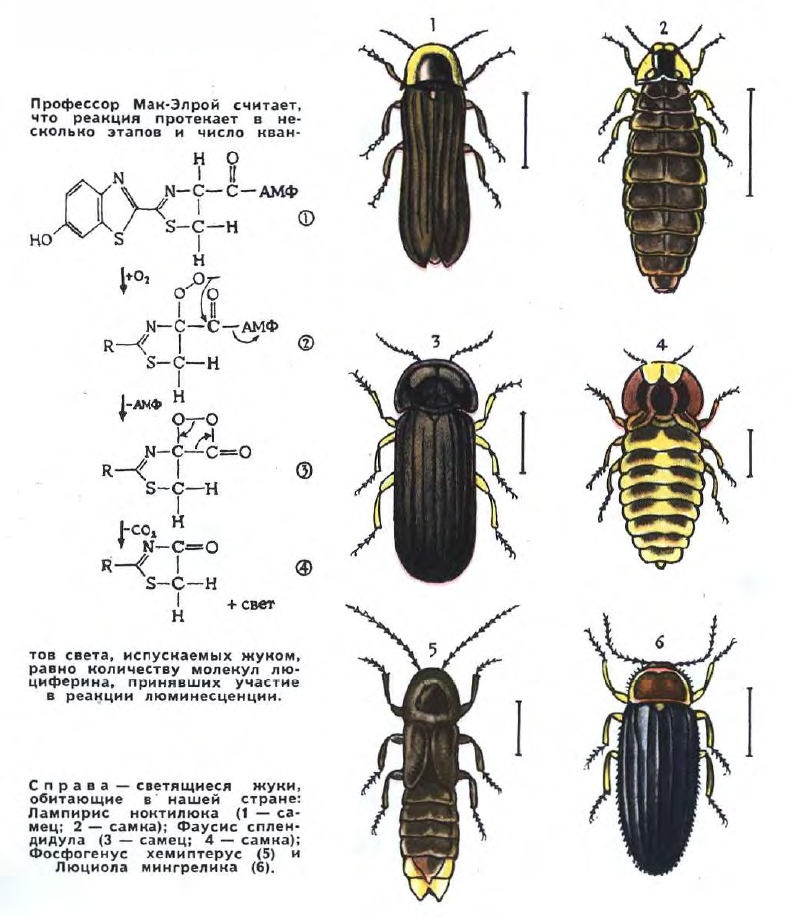 Профессор Мак-Элрой считает,
что реакция протекает в не-
сколько этапов и число кван-
H O
N N C C АМФ
S S C H
HO H
①
+O₂
O O
O
N C C АМФ
R S C H
H
②
-АМФ
O O
N C C=O
R S C H
H
③
-CO₂
N C=O
R S C H
H
④
+ свет
тов света, испускаемых жуком,
равно количеству молекул лю-
циферина, принявших участие
в реакции люминесценции.
Справа — светящиеся жуки,
обитающие в нашей стране:
Лампирис ноктилюка (1 — са-
мец; 2 — самка); Фаусис сплен-
дидула (3 — самец; 4 — самка);
Фосфогенус хемиптерус (5) и
Люциола мингрелика (6).
1
2
3
4
5
6